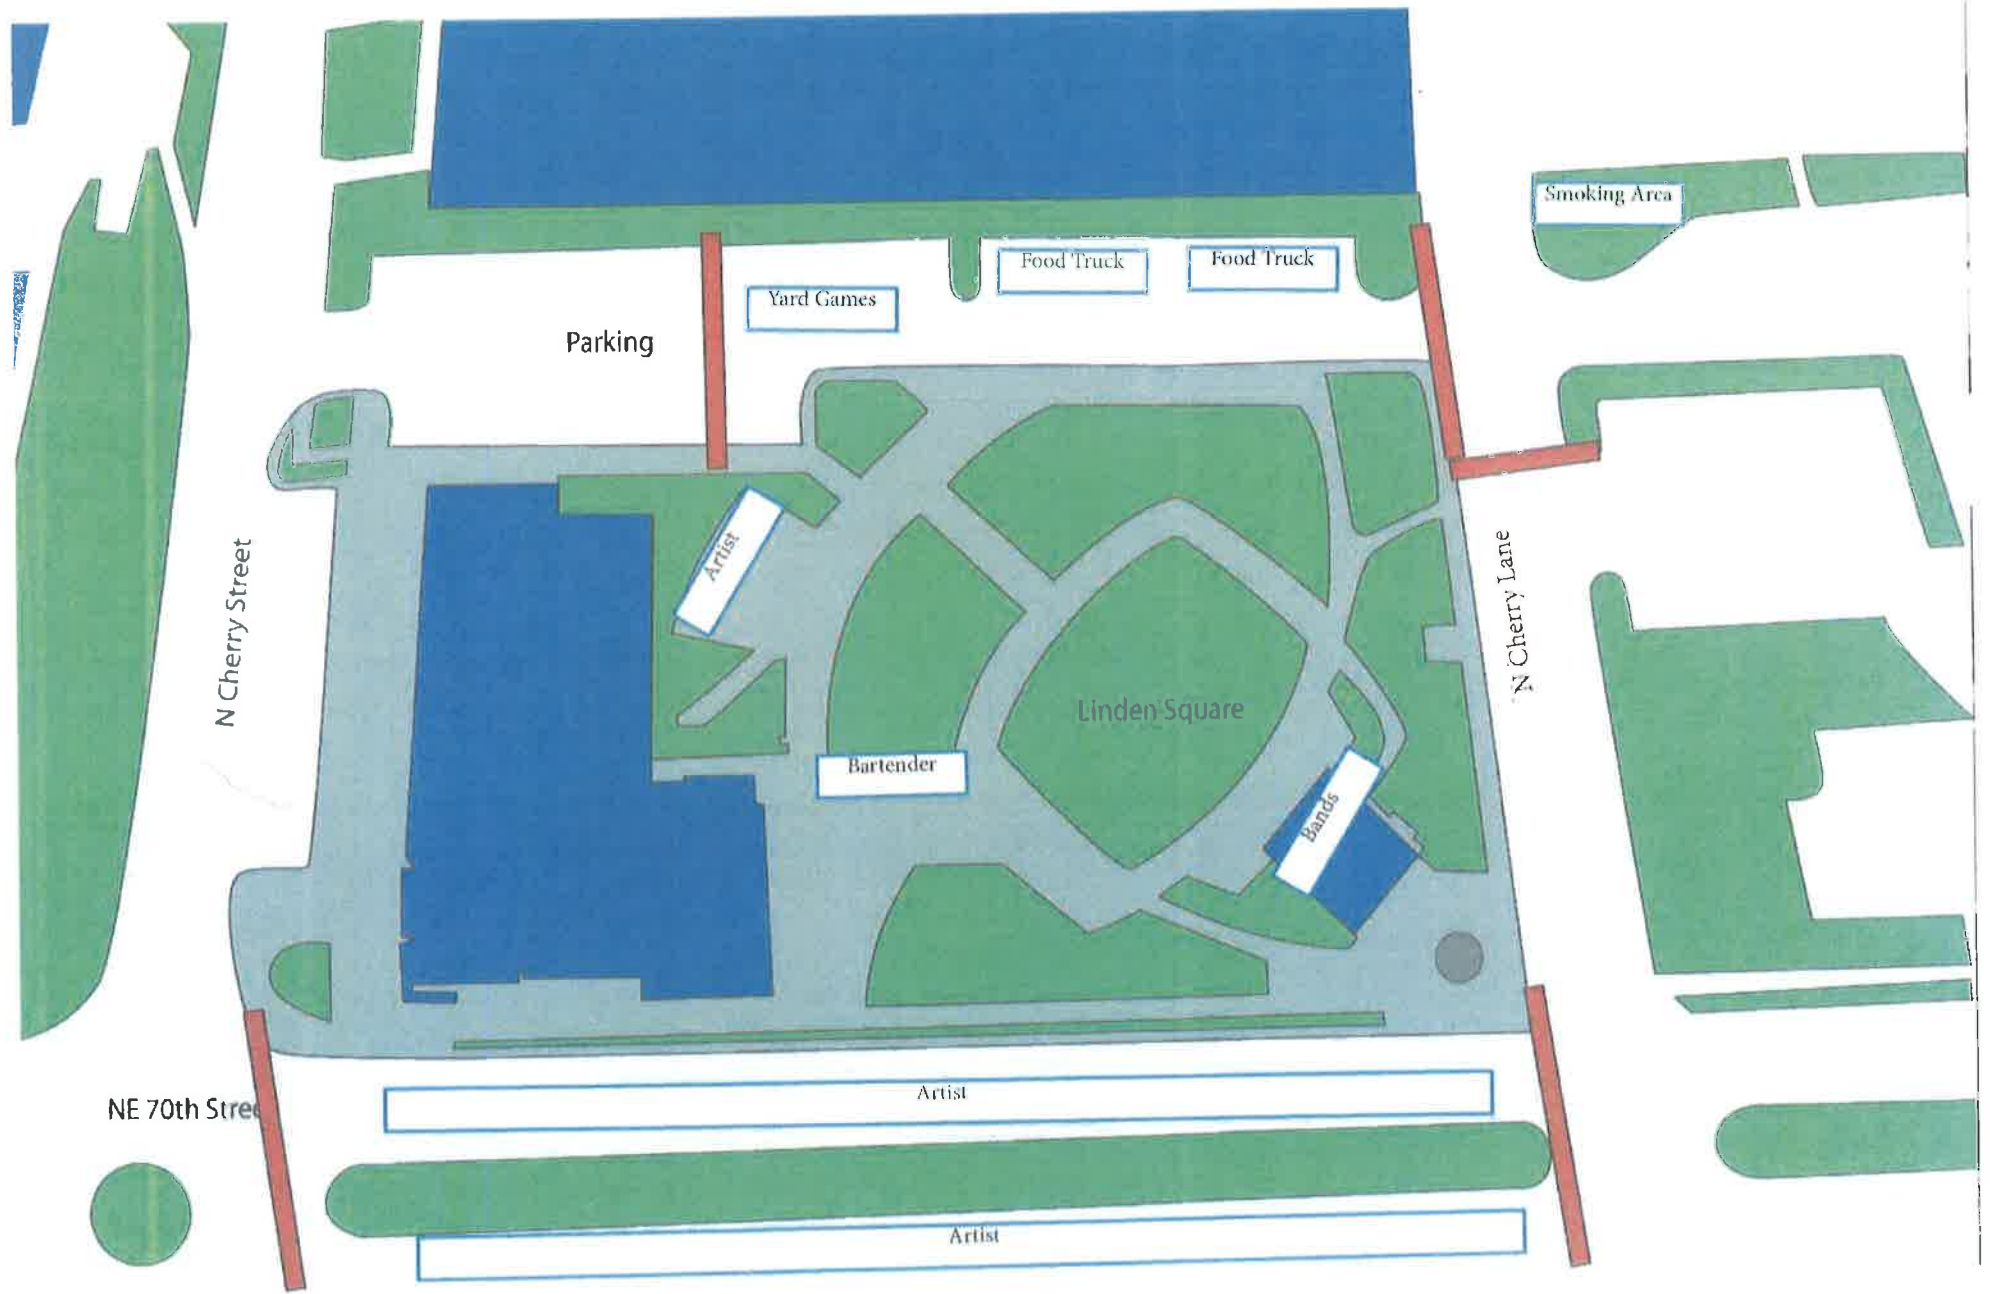 Smoking Area
Food Truck
Food Truck
Yard Games
Parking
Artist
N Cherry Street
N Cherry Lane
Linden Square
Bartender
Bands
Artist
NE 70th Stree
Artist